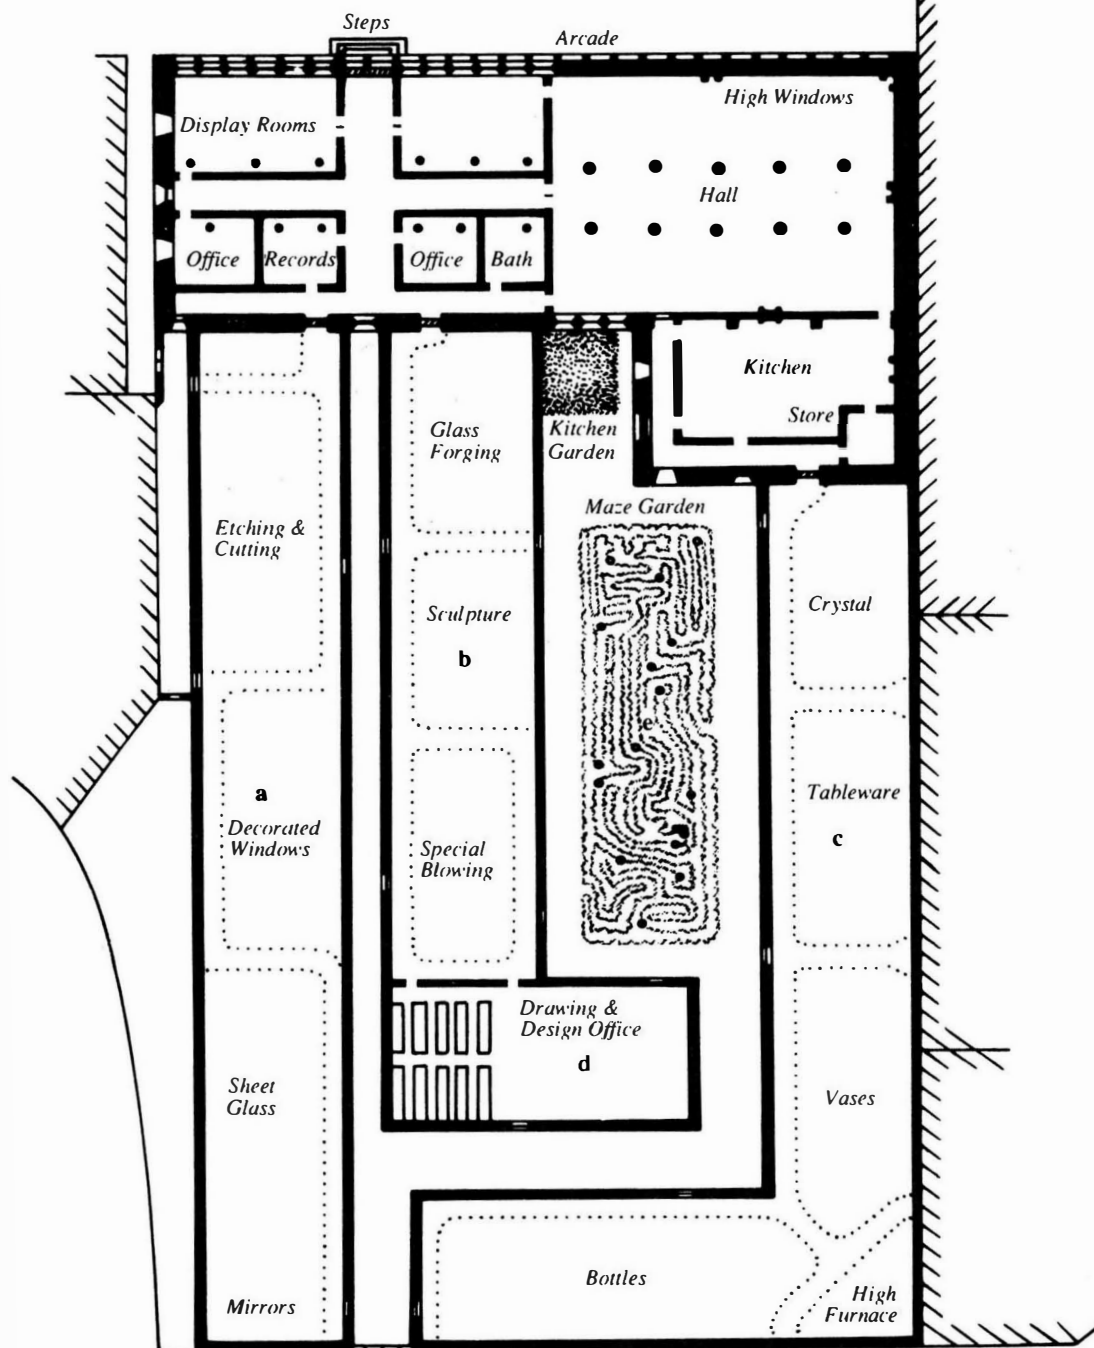 Steps
Arcade
High Windows
Display Rooms
Hall
Office
Records
Office
Bath
Kitchen
Store
Glass
Forging
Kitchen
Garden
Maze Garden
Etching &
Cutting
Sculpture
b
Crystal
e
a
Decorated
Windows
Tableware
c
Special
Blowing
Drawing &
Design Office
d
Sheet
Glass
Vases
Bottles
High
Furnace
Mirrors